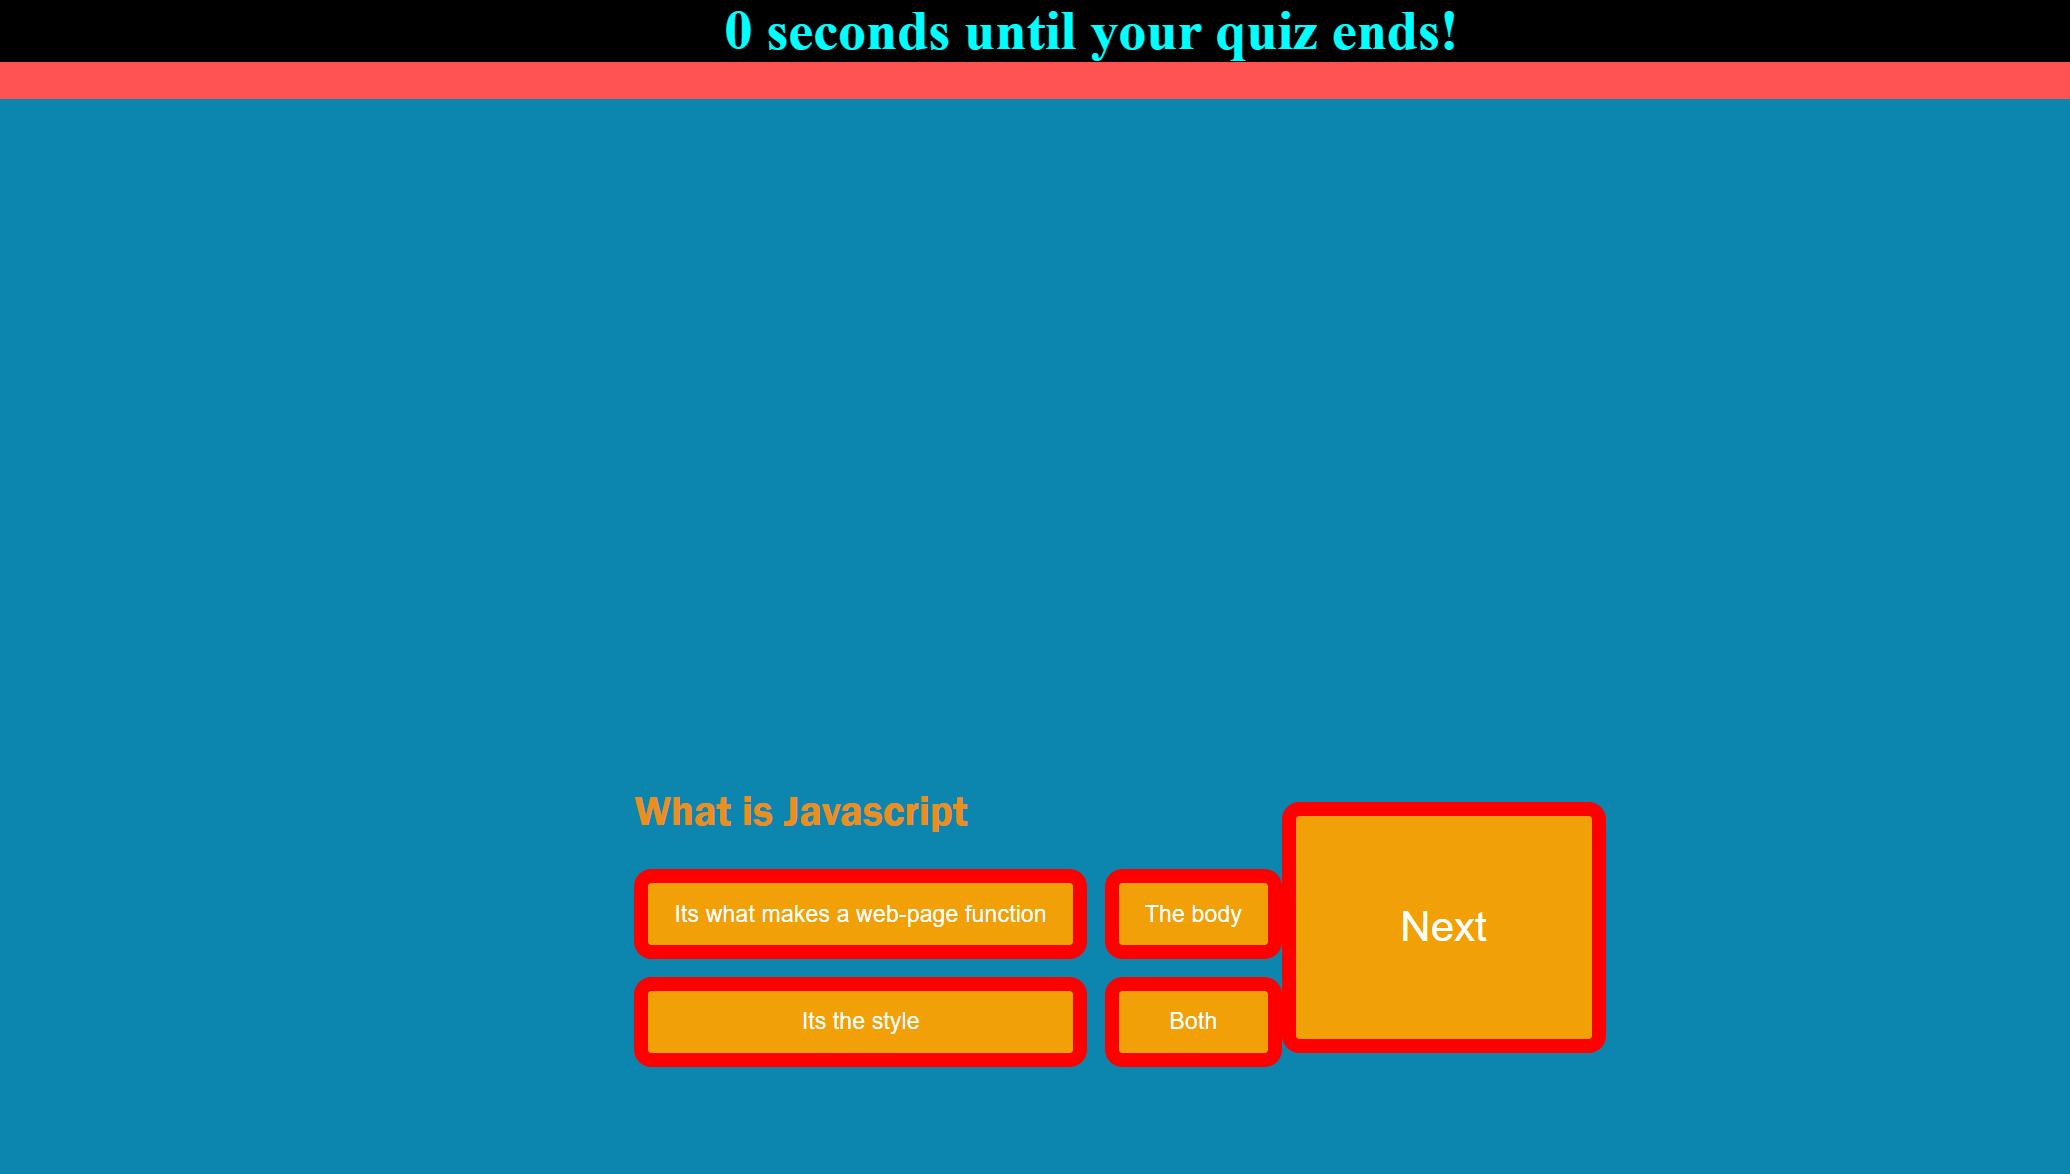 0 seconds until your quiz ends!
What is Javascript
Its what makes a web-page function
The body
Its the style
Both
Next